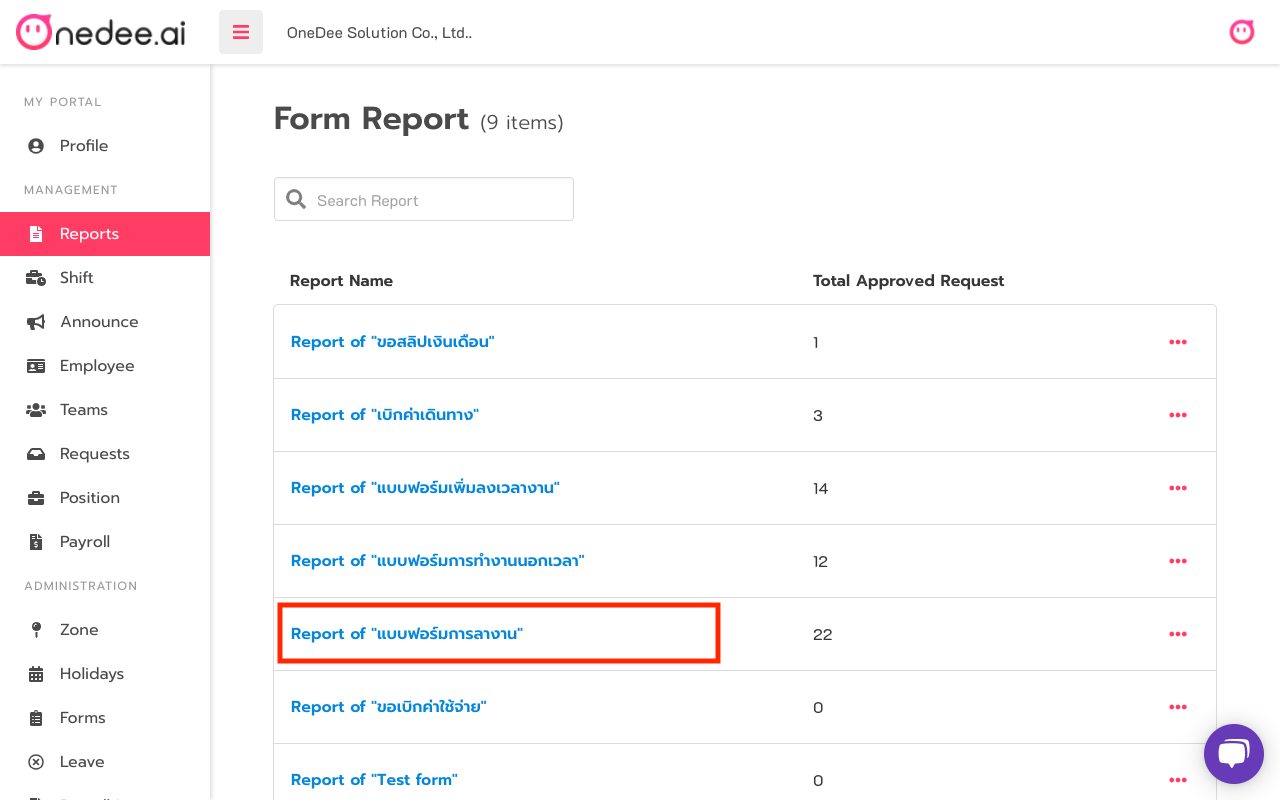 Onedee.ai
OneDee Solution Co., Ltd..
MY PORTAL
Profile
MANAGEMENT
Reports
Shift
Announce
Employee
Teams
Requests
Position
Payroll
ADMINISTRATION
Zone
Holidays
Forms
Leave
Form Report (9 items)
Search Report
Report Name Total Approved Request
Report of "ขอสลิปเงินเดือน" 1
Report of "เบิกค่าเดินทาง" 3
Report of "แบบฟอร์มเพิ่มลงเวลางาน" 14
Report of "แบบฟอร์มการทำงานนอกเวลา" 12
Report of "แบบฟอร์มการลางาน" 22
Report of "ขอเบิกค่าใช้จ่าย" 0
Report of "Test form" 0